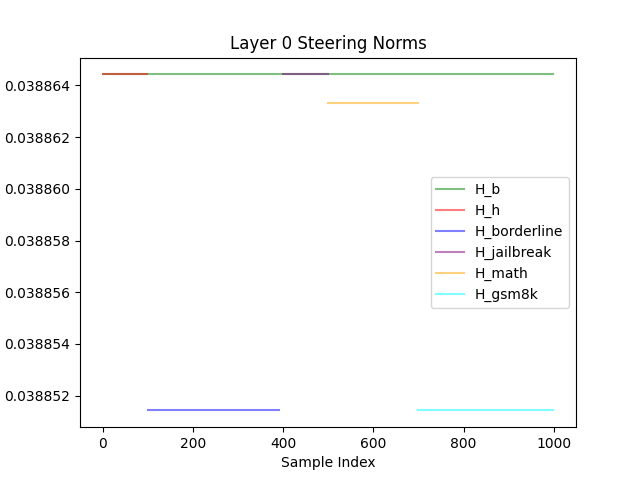 Layer 0 Steering Norms
0.038864
0.038862
0.038860
0.038858
0.038856
0.038854
0.038852
H_b
H_h
H_borderline
H_jailbreak
H_math
H_gsm8k
0 200 400 600 800 1000
Sample Index